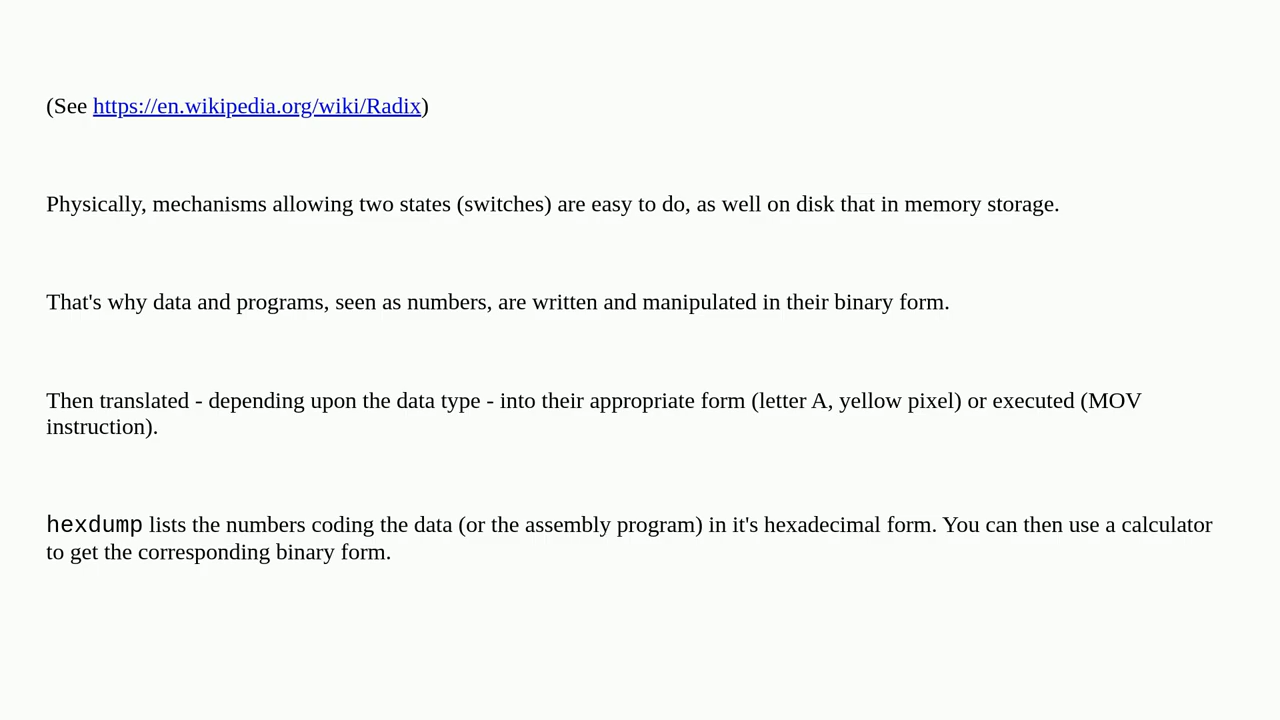 (See https://en.wikipedia.org/wiki/Radix)
Physically, mechanisms allowing two states (switches) are easy to do, as well on disk that in memory storage.
That's why data and programs, seen as numbers, are written and manipulated in their binary form.
Then translated - depending upon the data type - into their appropriate form (letter A, yellow pixel) or executed (MOV
instruction).
hexdump lists the numbers coding the data (or the assembly program) in it's hexadecimal form. You can then use a calculator
to get the corresponding binary form.